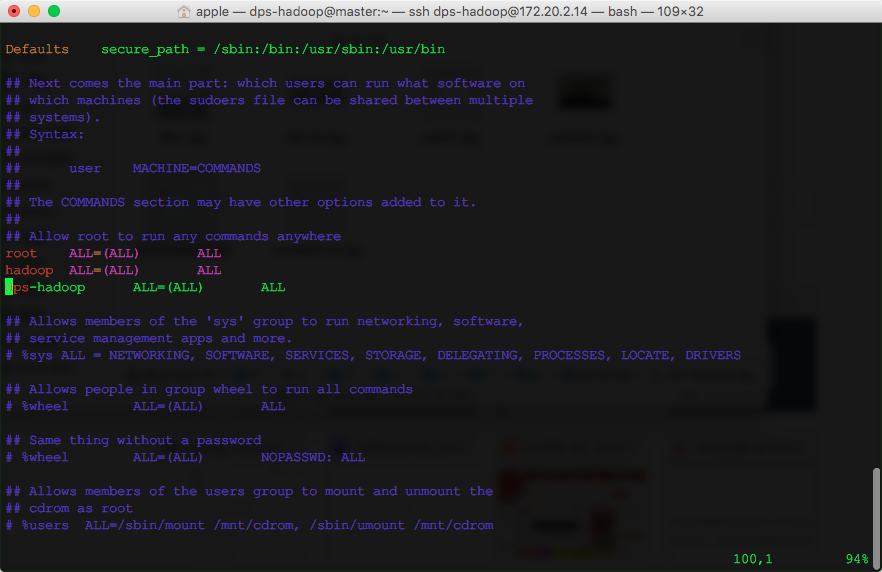 apple — dps-hadoop@master:~ — ssh dps-hadoop@172.20.2.14 — bash — 109×32
Defaults    secure_path = /sbin:/bin:/usr/sbin:/usr/bin
## Next comes the main part: which users can run what software on
## which machines (the sudoers file can be shared between multiple
## systems).
## Syntax:
##
##      user    MACHINE=COMMANDS
##
## The COMMANDS section may have other options added to it.
##
## Allow root to run any commands anywhere
root    ALL=(ALL)       ALL
hadoop  ALL=(ALL)       ALL
dps-hadoop      ALL=(ALL)       ALL
## Allows members of the 'sys' group to run networking, software,
## service management apps and more.
# %sys ALL = NETWORKING, SOFTWARE, SERVICES, STORAGE, DELEGATING, PROCESSES, LOCATE, DRIVERS
## Allows people in group wheel to run all commands
# %wheel        ALL=(ALL)       ALL
## Same thing without a password
# %wheel        ALL=(ALL)       NOPASSWD: ALL
## Allows members of the users group to mount and unmount the
## cdrom as root
# %users  ALL=/sbin/mount /mnt/cdrom, /sbin/umount /mnt/cdrom
100,1         94%